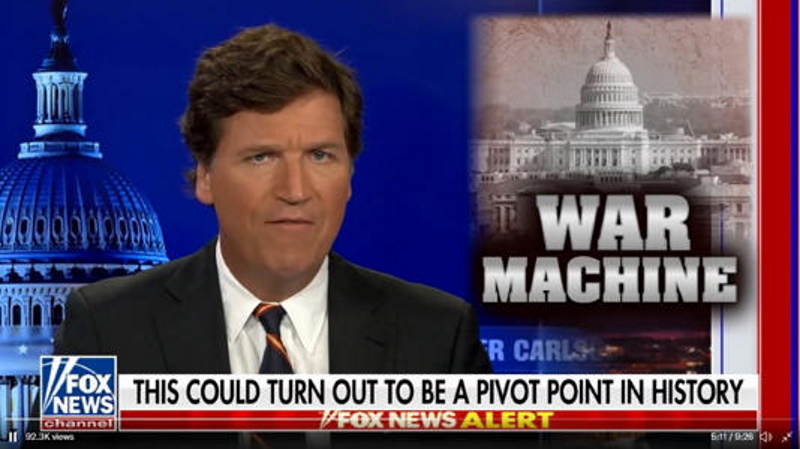 WAR
MACHINE
R CARLS
FOX
NEWS
channel
THIS COULD TURN OUT TO BE A PIVOT POINT IN HISTORY
FOX NEWS ALERT
92.3K views
5:11 / 9:26